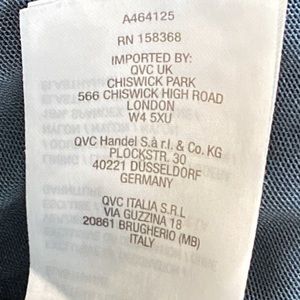 A464125
RN 158368
IMPORTED BY:
QVC UK
CHISWICK PARK
566 CHISWICK HIGH ROAD
LONDON
W4 5XU
QVC Handel S.à r.l. & Co. KG
PLOCKSTR. 30
40221 DÜSSELDORF
GERMANY
QVC ITALIA S.R.L
VIA GUZZINA 18
20861 BRUGHERIO (MB)
ITALY